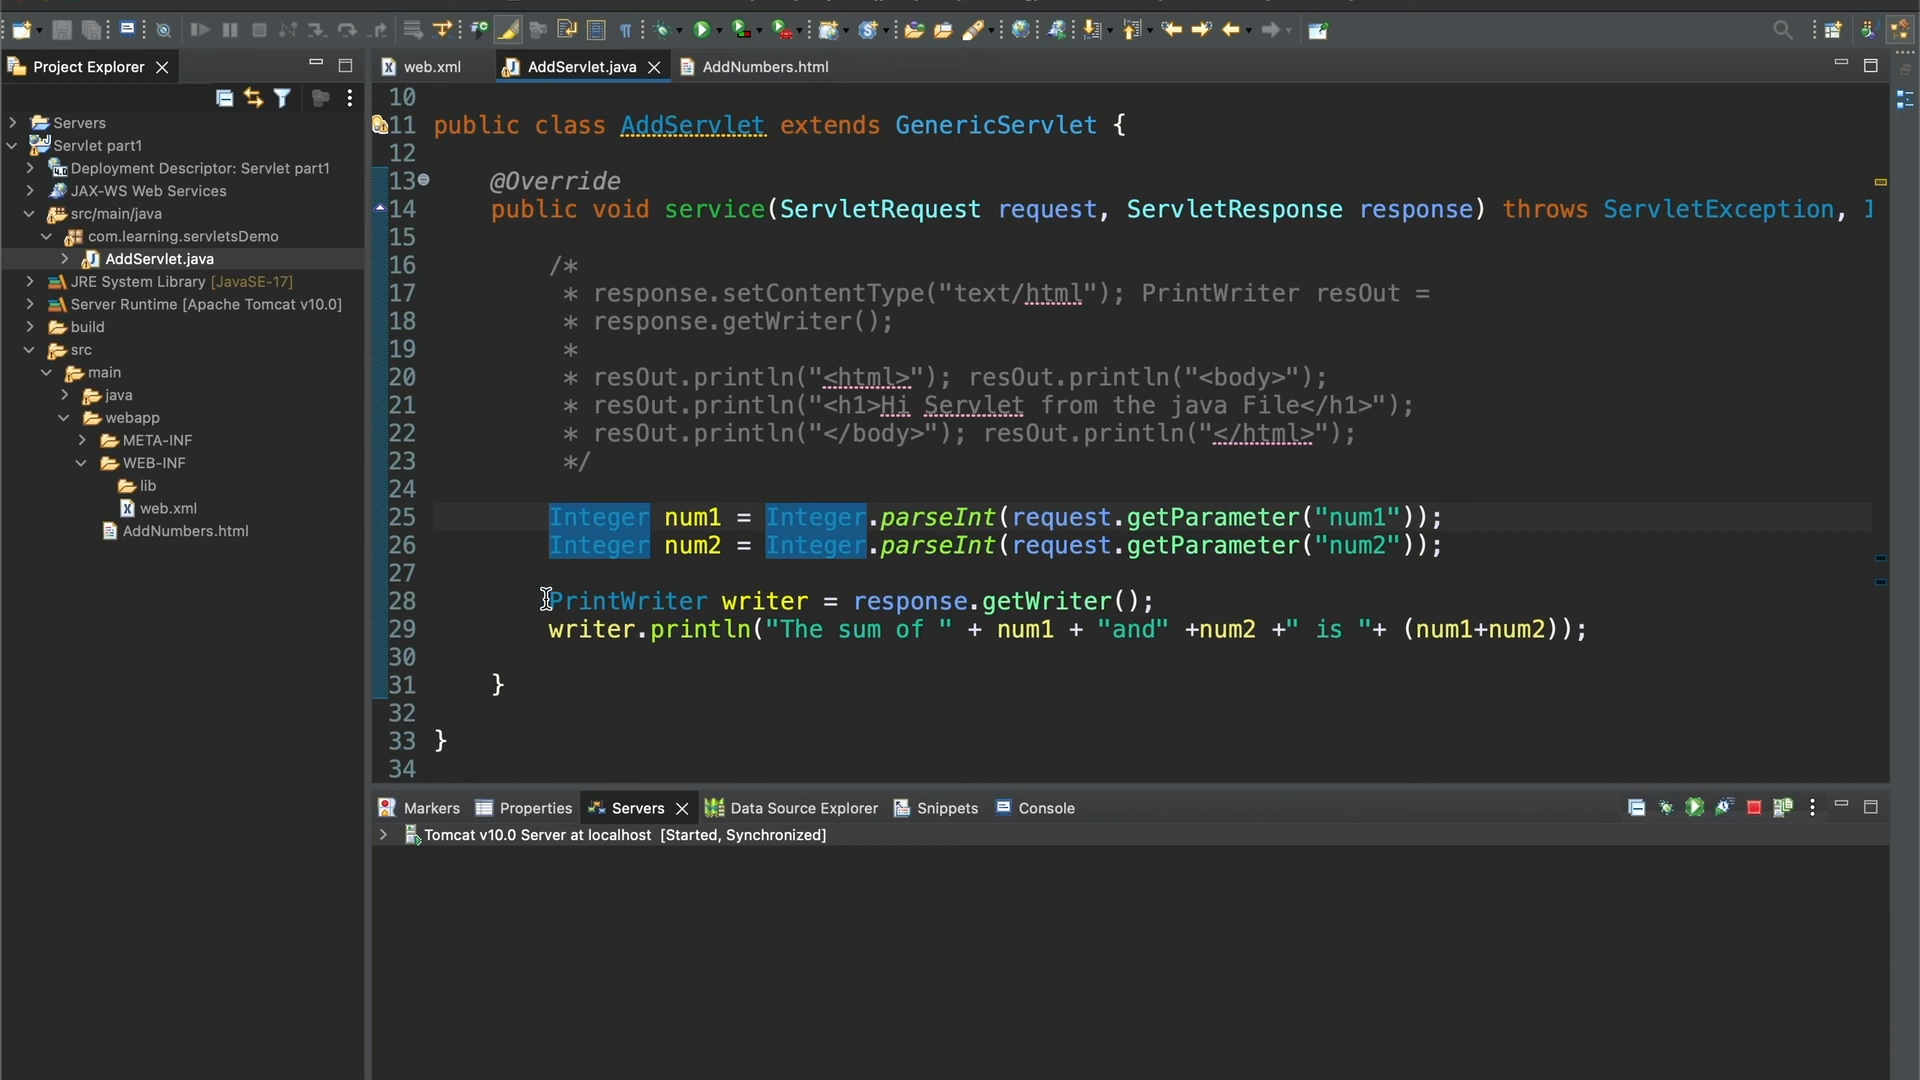 Project Explorer
Servers
Servlet part1
Deployment Descriptor: Servlet part1
JAX-WS Web Services
src/main/java
com.learning.servletsDemo
AddServlet.java
JRE System Library [JavaSE-17]
Server Runtime [Apache Tomcat v10.0]
build
src
main
java
webapp
META-INF
WEB-INF
lib
web.xml
AddNumbers.html
web.xml AddServlet.java AddNumbers.html
10
11 public class AddServlet extends GenericServlet {
12
13 @Override
14 public void service(ServletRequest request, ServletResponse response) throws ServletException, I
15
16 /*
17 * response.setContentType("text/html"); PrintWriter resOut =
18 * response.getWriter();
19 *
20 * resOut.println("<html>"); resOut.println("<body>");
21 * resOut.println("<h1>Hi Servlet from the java File</h1>");
22 * resOut.println("</body>"); resOut.println("</html>");
23 */
24
25 Integer num1 = Integer.parseInt(request.getParameter("num1"));
26 Integer num2 = Integer.parseInt(request.getParameter("num2"));
27
28 PrintWriter writer = response.getWriter();
29 writer.println("The sum of " + num1 + "and" +num2 +" is "+ (num1+num2));
30
31 }
32
33 }
34
Markers Properties Servers Data Source Explorer Snippets Console
Tomcat v10.0 Server at localhost [Started, Synchronized]